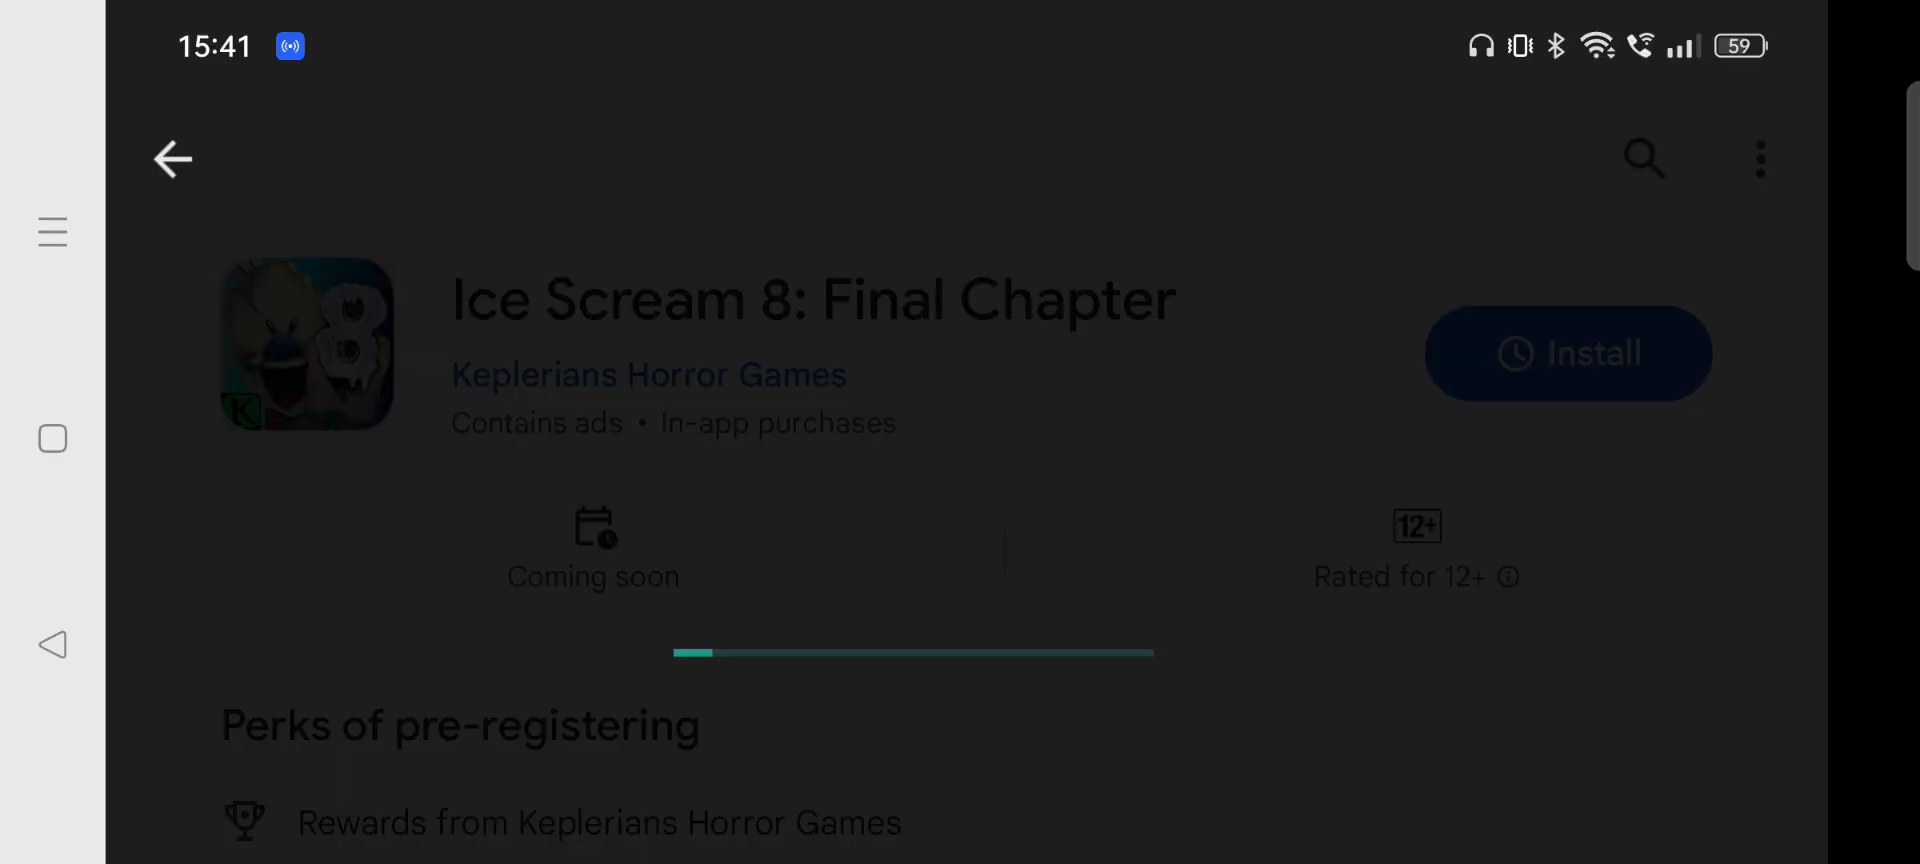 15:41
59
Ice Scream 8: Final Chapter
Install
Keplerians Horror Games
Contains ads • In-app purchases
12+
Coming soon
Rated for 12+
Perks of pre-registering
Rewards from Keplerians Horror Games